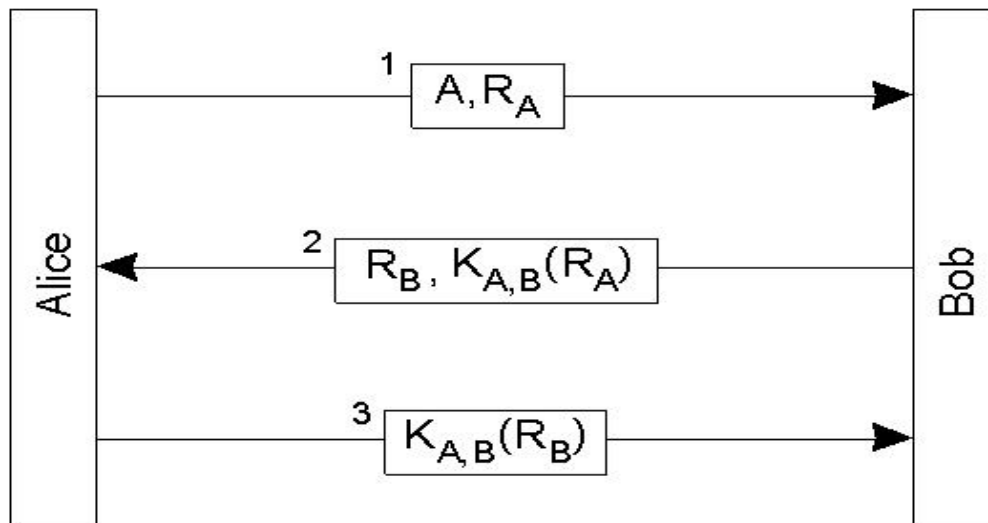 1
A, R_A
Alice
2
R_B, K_A,B(R_A)
Bob
3
K_A,B(R_B)